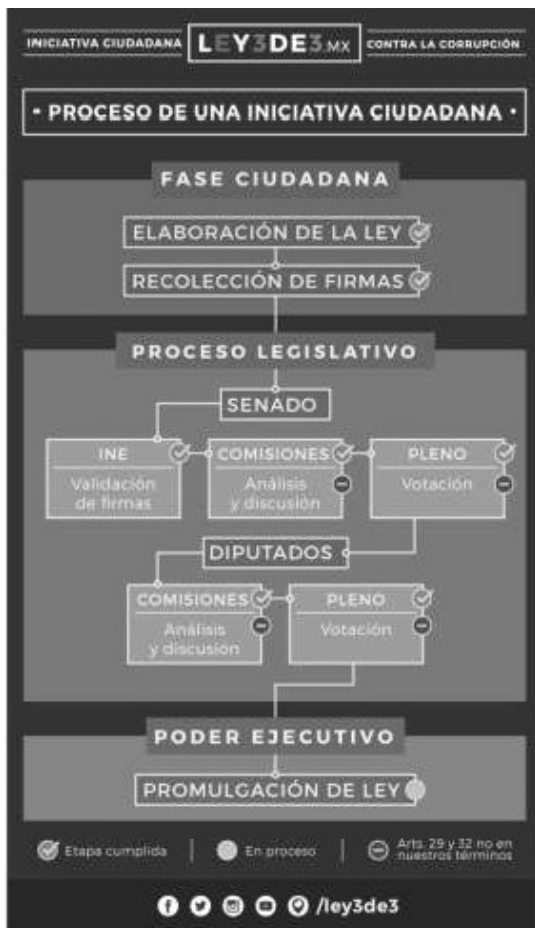 INICIATIVA CIUDADANA LEY3DE3.MX CONTRA LA CORRUPCIÓN
• PROCESO DE UNA INICIATIVA CIUDADANA •
FASE CIUDADANA
ELABORACIÓN DE LA LEY
RECOLECCIÓN DE FIRMAS
PROCESO LEGISLATIVO
SENADO
INE
Validación
de firmas
COMISIONES
Análisis
y discusión
PLENO
Votación
DIPUTADOS
COMISIONES
Análisis
y discusión
PLENO
Votación
PODER EJECUTIVO
PROMULGACIÓN DE LEY
Etapa cumplida
En proceso
Arts. 29 y 32 no en
nuestros términos
/ley3de3